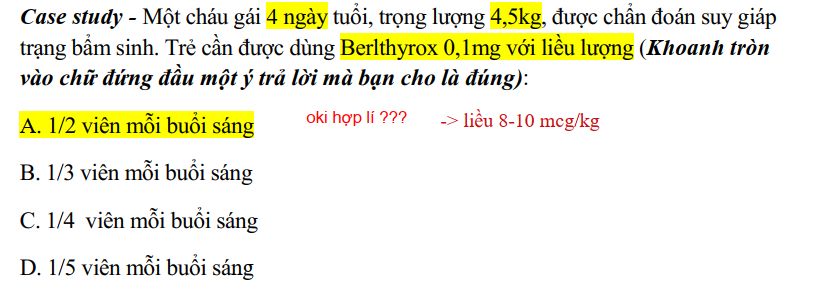 Case study - Một cháu gái 4 ngày tuổi, trọng lượng 4,5kg, được chẩn đoán suy giáp
trạng bẩm sinh. Trẻ cần được dùng Berlthyrox 0,1mg với liều lượng (Khoanh tròn
vào chữ đứng đầu một ý trả lời mà bạn cho là đúng):
A. 1/2 viên mỗi buổi sáng oki hợp lí ??? -> liều 8-10 mcg/kg
B. 1/3 viên mỗi buổi sáng
C. 1/4 viên mỗi buổi sáng
D. 1/5 viên mỗi buổi sáng